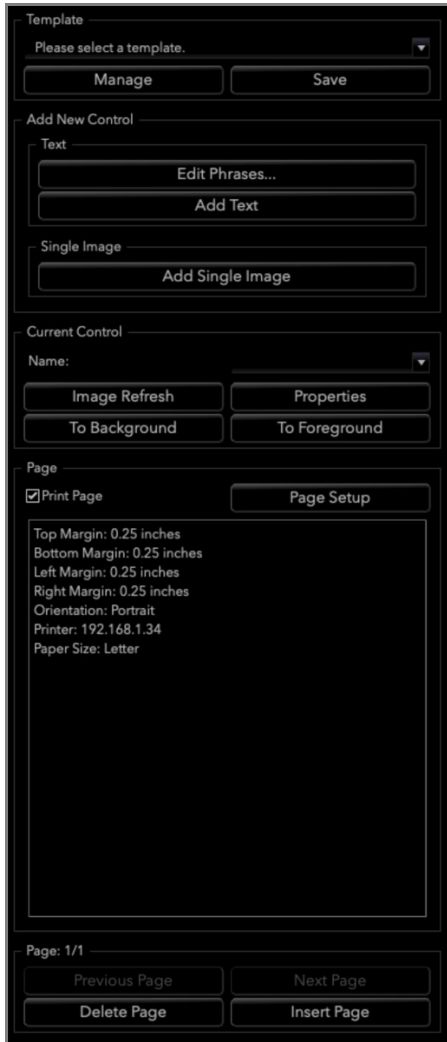 Template
Please select a template.
Manage Save
Add New Control
Text
Edit Phrases...
Add Text
Single Image
Add Single Image
Current Control
Name:
Image Refresh Properties
To Background To Foreground
Page
Print Page Page Setup
Top Margin: 0.25 inches
Bottom Margin: 0.25 inches
Left Margin: 0.25 inches
Right Margin: 0.25 inches
Orientation: Portrait
Printer: 192.168.1.34
Paper Size: Letter
Page: 1/1
Previous Page Next Page
Delete Page Insert Page